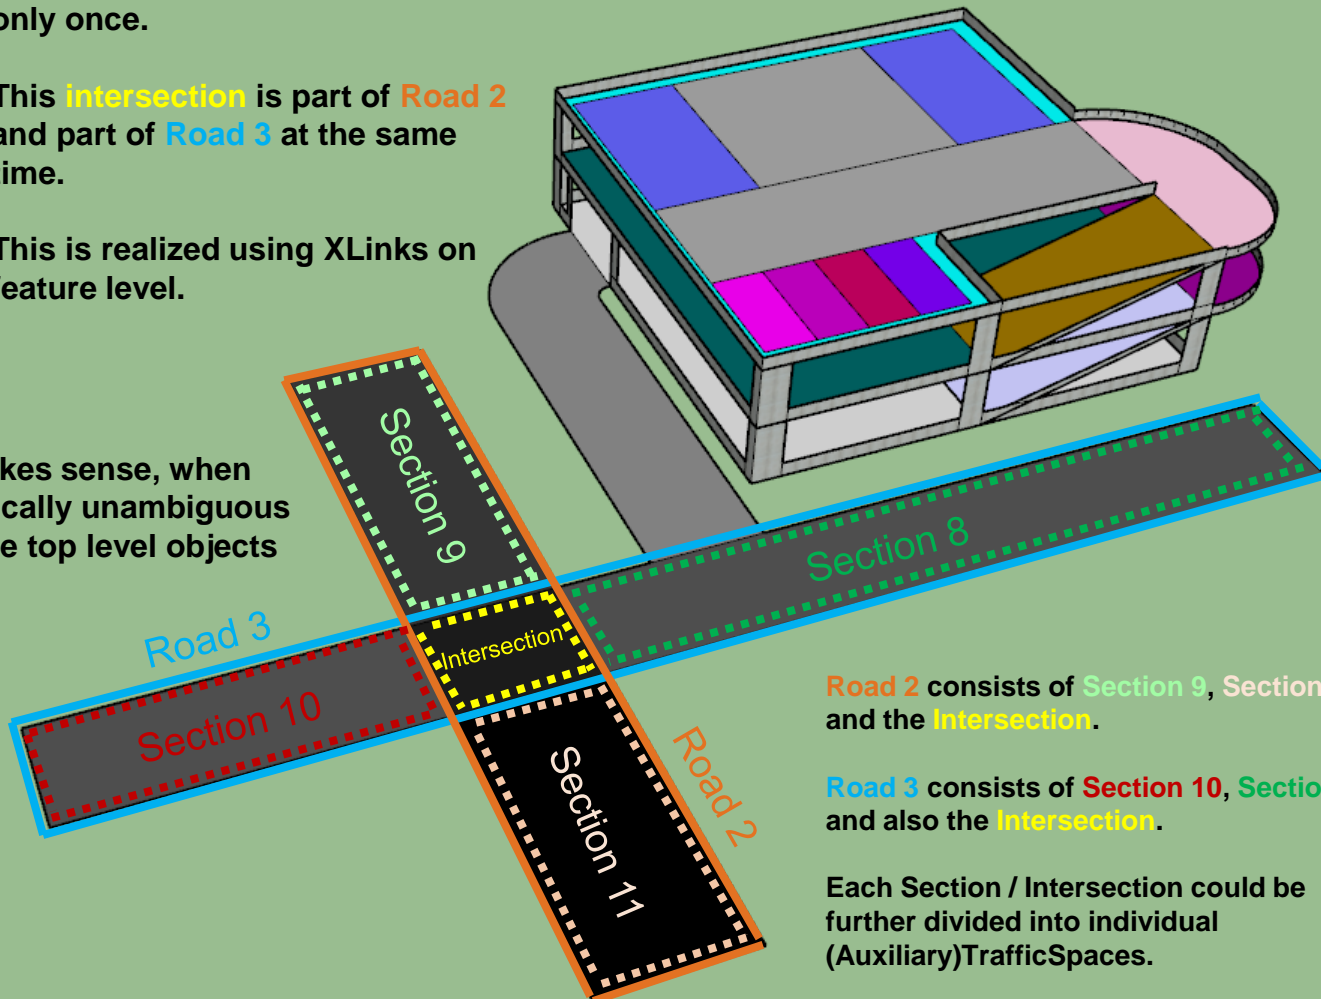 only once.
This intersection is part of Road 2
and part of Road 3 at the same
time.
This is realized using XLinks on
feature level.
kes sense, when
cally unambiguous
e top level objects
Section 9
Section 8
Road 3
Intersection
Section 10
Road 2
Section 11
Road 2 consists of Section 9, Section
and the Intersection.
Road 3 consists of Section 10, Sectio
and also the Intersection.
Each Section / Intersection could be
further divided into individual
(Auxiliary)TrafficSpaces.